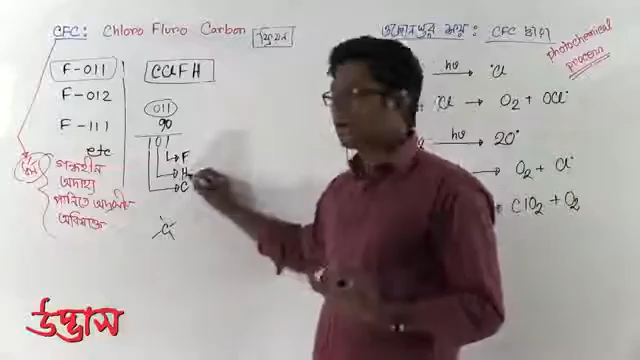 CFC: Chloro Fluro Carbon
ফ্রিয়ন
F-011
F-012
F-111
etc
CClFH
011
90
101
F
H
C
C
গন্ধহীন
অদাহ্য
পানিতে অদ্রবণীয়
অবিষাক্ত
ওজোনস্তর ক্ষয়: CFC দ্বারা
photochemical process
hν → Cl
Cl → O2 + OCl
hν → 2O
→ O2 + Cl
ClO2 + O2
উদ্ভাস